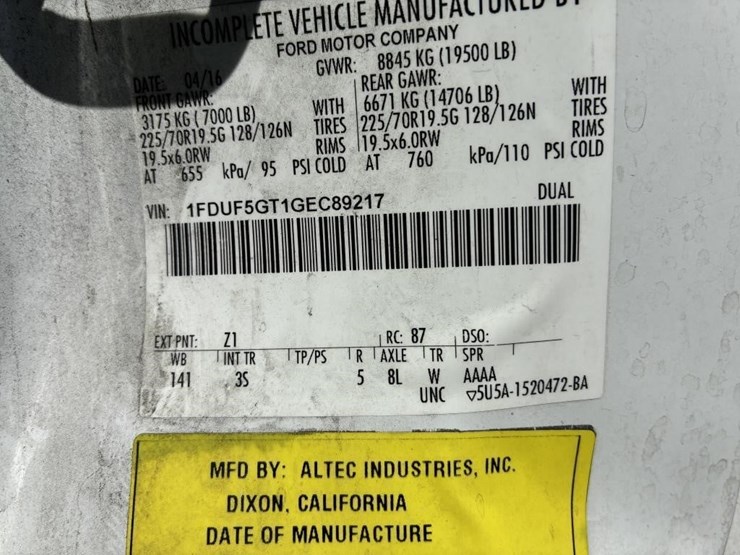 INCOMPLETE VEHICLE MANUFACTURED BY
FORD MOTOR COMPANY
DATE: 04/16 GVWR: 8845 KG (19500 LB)
FRONT GAWR: REAR GAWR:
3175 KG (7000 LB) WITH 6671 KG (14706 LB) WITH
225/70R19.5G 128/126N TIRES 225/70R19.5G 128/126N TIRES
19.5x6.0RW RIMS 19.5x6.0RW RIMS
AT 655 kPa/ 95 PSI COLD AT 760 kPa/110 PSI COLD
VIN: 1FDUF5GT1GEC89217 DUAL
EXT PNT: Z1 RC: 87 DSO:
WB INT TR TP/PS R AXLE TR SPR
141 3S 5 8L W AAAA
UNC ▽5U5A-1520472-BA
MFD BY: ALTEC INDUSTRIES, INC.
DIXON, CALIFORNIA
DATE OF MANUFACTURE